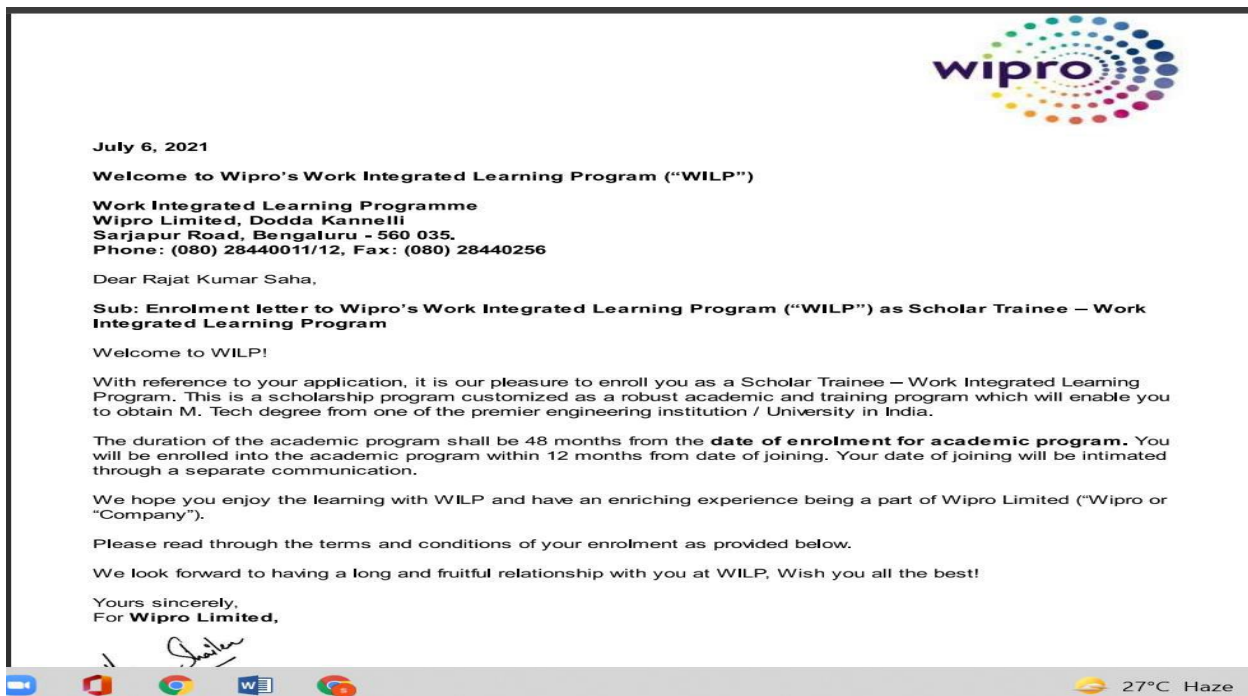 wipro
July 6, 2021
Welcome to Wipro's Work Integrated Learning Program (“WILP”)
Work Integrated Learning Programme
Wipro Limited, Dodda Kannelli
Sarjapur Road, Bengaluru - 560 035.
Phone: (080) 28440011/12, Fax: (080) 28440256
Dear Rajat Kumar Saha,
Sub: Enrolment letter to Wipro's Work Integrated Learning Program (“WILP”) as Scholar Trainee – Work
Integrated Learning Program
Welcome to WILP!
With reference to your application, it is our pleasure to enroll you as a Scholar Trainee – Work Integrated Learning
Program. This is a scholarship program customized as a robust academic and training program which will enable you
to obtain M. Tech degree from one of the premier engineering institution / University in India.
The duration of the academic program shall be 48 months from the date of enrolment for academic program. You
will be enrolled into the academic program within 12 months from date of joining. Your date of joining will be intimated
through a separate communication.
We hope you enjoy the learning with WILP and have an enriching experience being a part of Wipro Limited (“Wipro or
“Company”).
Please read through the terms and conditions of your enrolment as provided below.
We look forward to having a long and fruitful relationship with you at WILP, Wish you all the best!
Yours sincerely,
For Wipro Limited,
27°C Haze